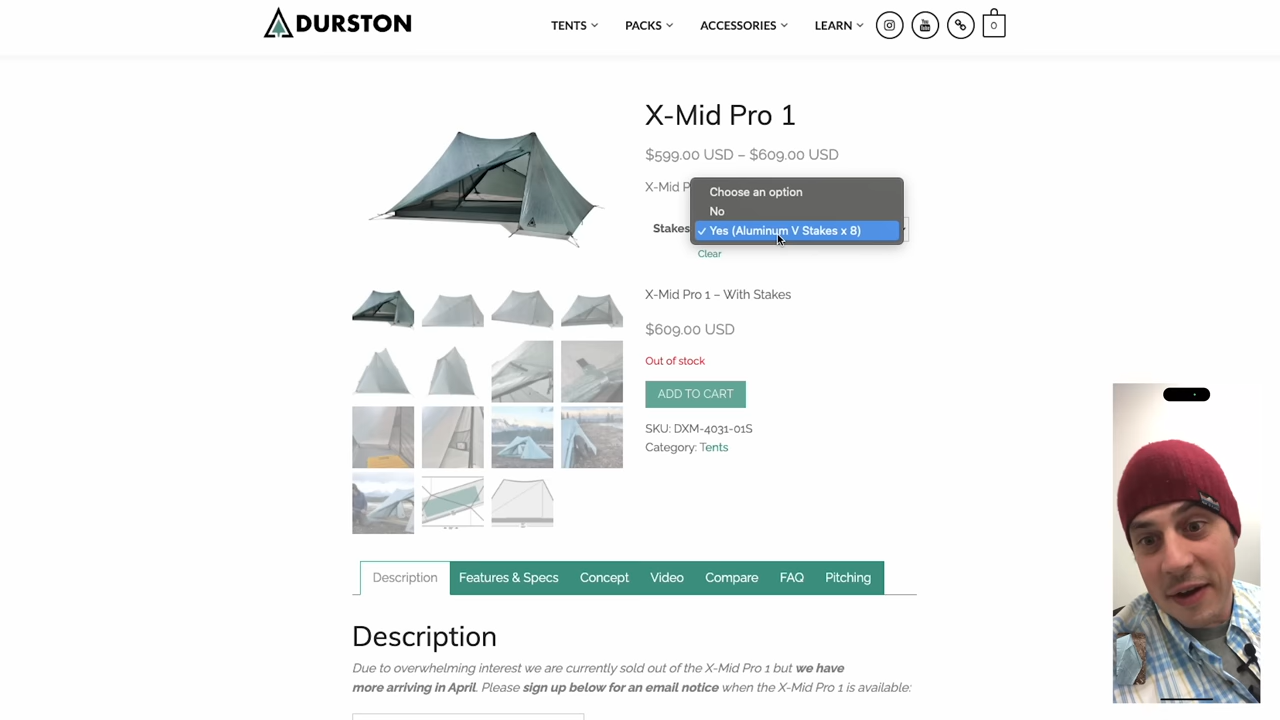 DURSTON
TENTS
PACKS
ACCESSORIES
LEARN
0
X-Mid Pro 1
$599.00 USD – $609.00 USD
X-Mid P
Choose an option
No
Stakes
✓ Yes (Aluminum V Stakes x 8)
Clear
X-Mid Pro 1 – With Stakes
$609.00 USD
Out of stock
ADD TO CART
SKU: DXM-4031-01S
Category: Tents
Description
Features & Specs
Concept
Video
Compare
FAQ
Pitching
Description
Due to overwhelming interest we are currently sold out of the X-Mid Pro 1 but we have
more arriving in April. Please sign up below for an email notice when the X-Mid Pro 1 is available: